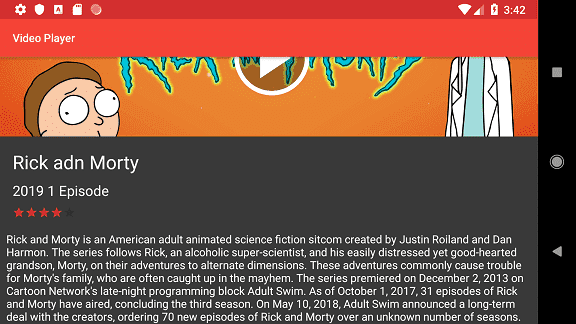 3:42
Video Player
Rick adn Morty
2019 1 Episode
Rick and Morty is an American adult animated science fiction sitcom created by Justin Roiland and Dan
Harmon. The series follows Rick, an alcoholic super-scientist, and his easily distressed yet good-hearted
grandson, Morty, on their adventures to alternate dimensions. These adventures commonly cause trouble
for Morty's family, who are often caught up in the mayhem. The series premiered on December 2, 2013 on
Cartoon Network's late-night programming block Adult Swim. As of October 1, 2017, 31 episodes of Rick
and Morty have aired, concluding the third season. On May 10, 2018, Adult Swim announced a long-term
deal with the creators, ordering 70 new episodes of Rick and Morty over an unknown number of seasons.